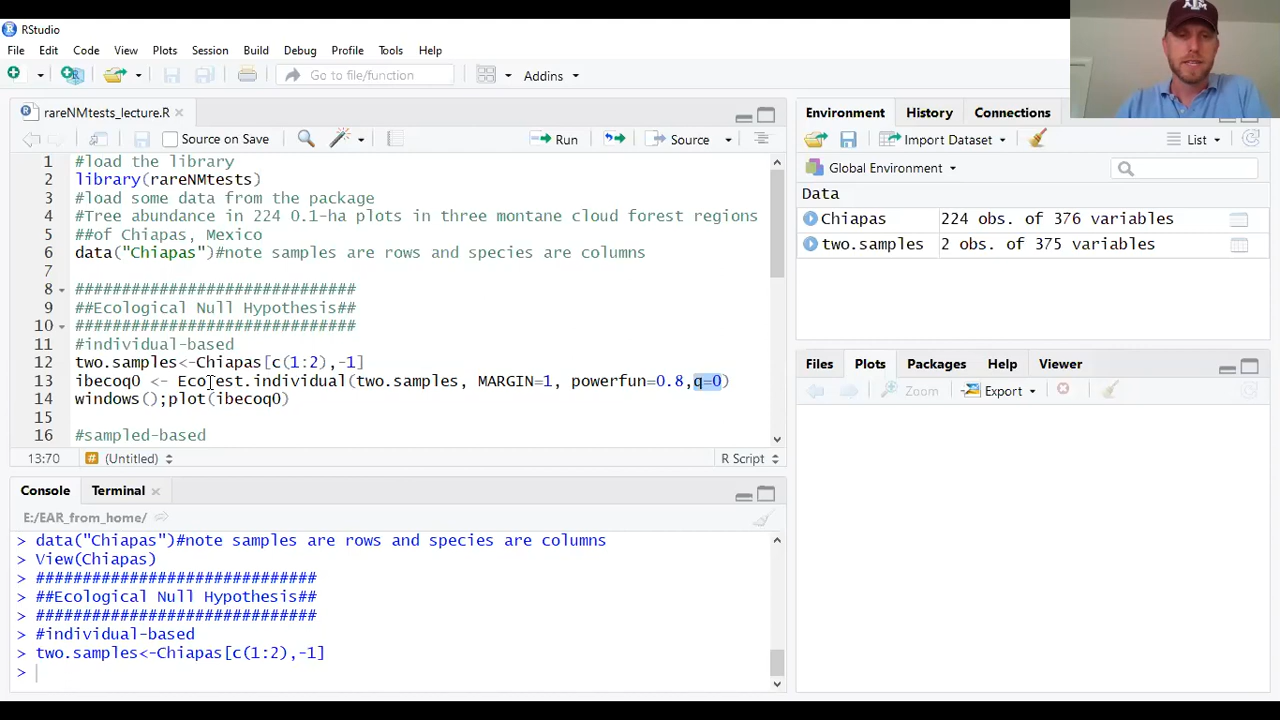 RStudio
File Edit Code View Plots Session Build Debug Profile Tools Help
Go to file/function Addins
rareNMtests_lecture.R
Source on Save Run Source
1 #load the library
2 library(rareNMtests)
3 #load some data from the package
4 #Tree abundance in 224 0.1-ha plots in three montane cloud forest regions
5 ##of Chiapas, Mexico
6 data("Chiapas")#note samples are rows and species are columns
7
8 ##############################
9 ##Ecological Null Hypothesis##
10 ##############################
11 #individual-based
12 two.samples<-Chiapas[c(1:2),-1]
13 ibecoq0 <- EcoTest.individual(two.samples, MARGIN=1, powerfun=0.8,q=0)
14 windows();plot(ibecoq0)
15
16 #sampled-based
13:70 (Untitled) R Script
Console Terminal
E:/EAR_from_home/
> data("Chiapas")#note samples are rows and species are columns
> View(Chiapas)
> ##############################
> ##Ecological Null Hypothesis##
> ##############################
> #individual-based
> two.samples<-Chiapas[c(1:2),-1]
>
Environment History Connections
Import Dataset List
Global Environment
Data
Chiapas 224 obs. of 376 variables
two.samples 2 obs. of 375 variables
Files Plots Packages Help Viewer
Zoom Export
ATM